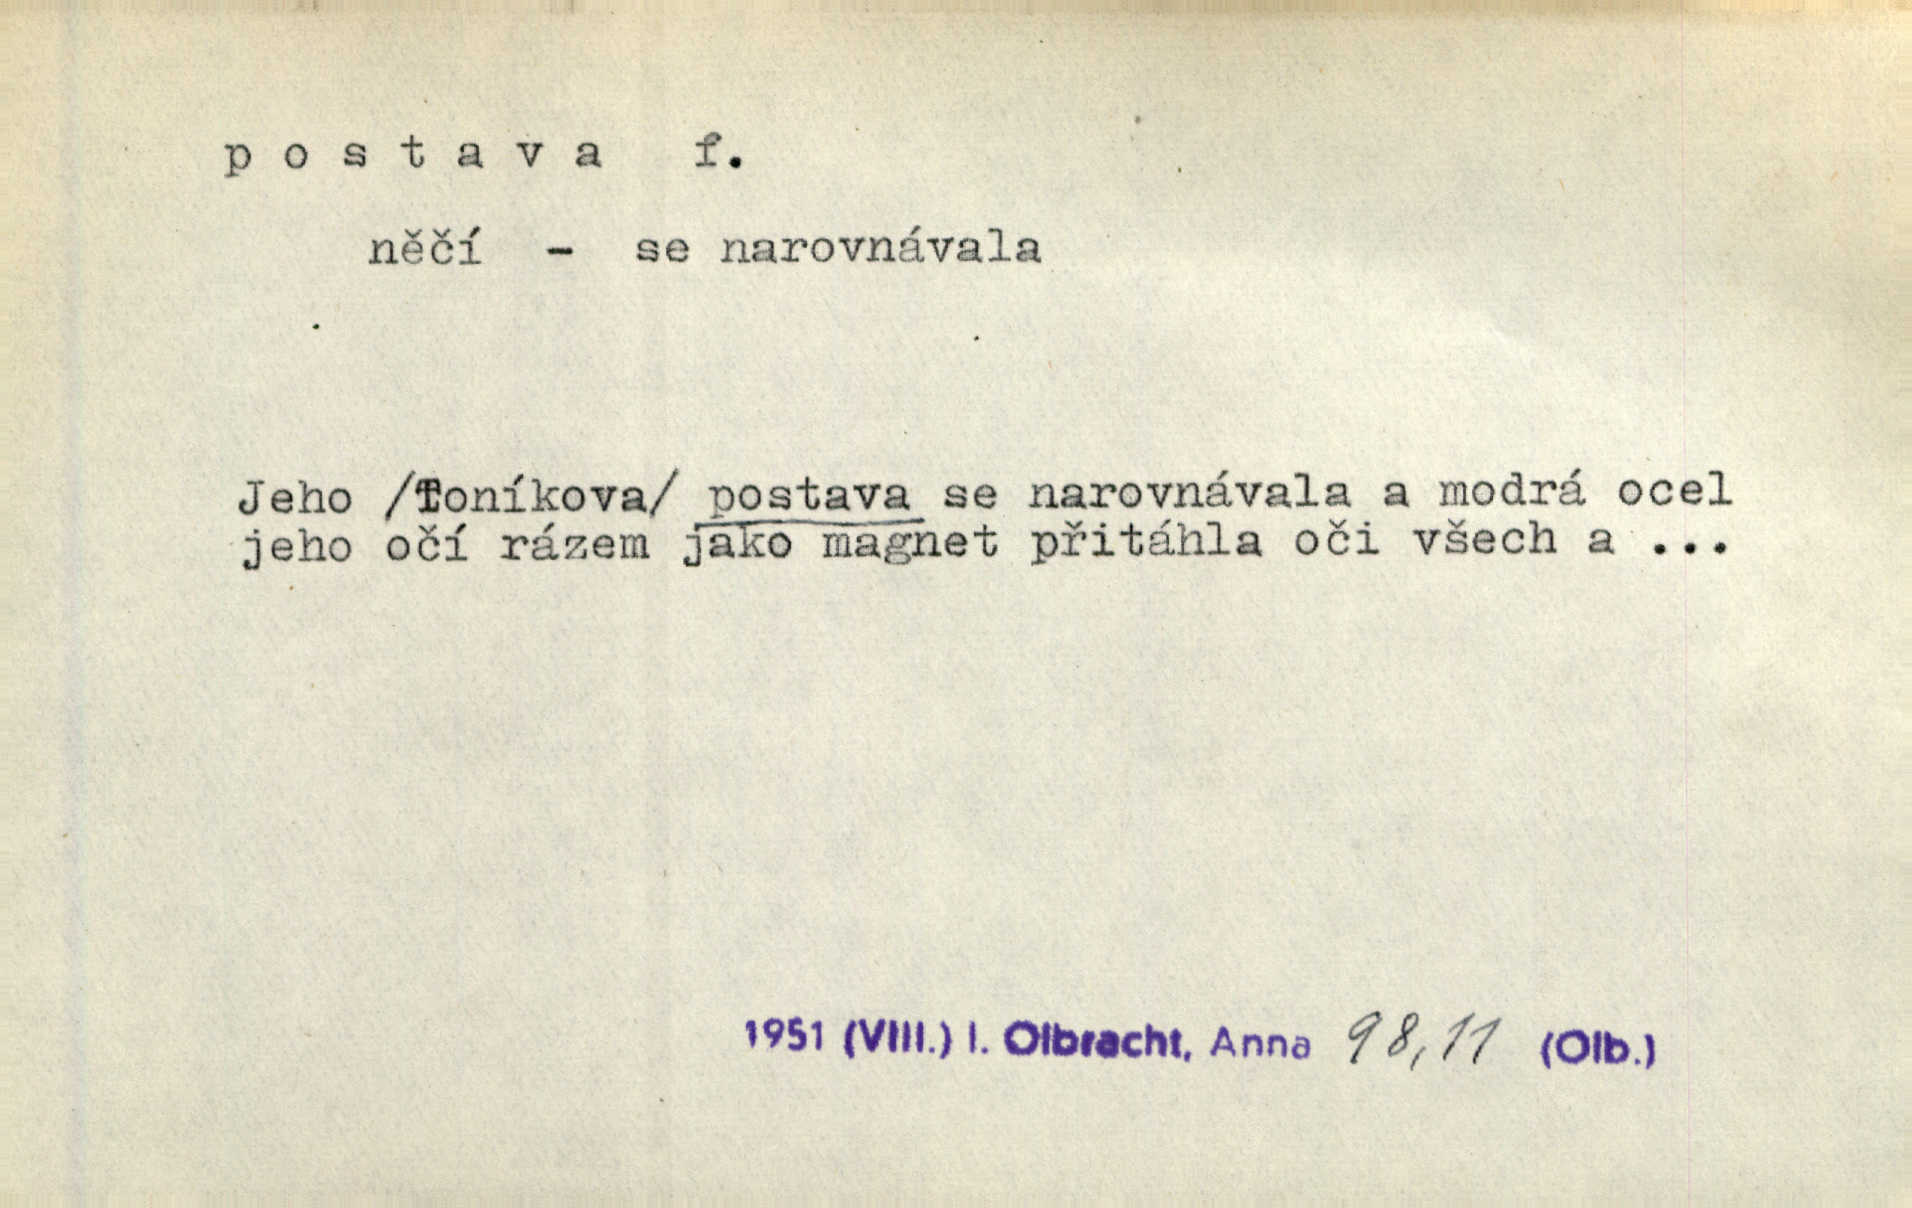 postava f.
něčí - se narovnávala
Jeho /Toníkova/ postava se narovnávala a modrá ocel
jeho očí rázem jako magnet přitáhla oči všech a ...
1951 (VIII.) I. Olbracht, Anna 98,11 (Olb.)